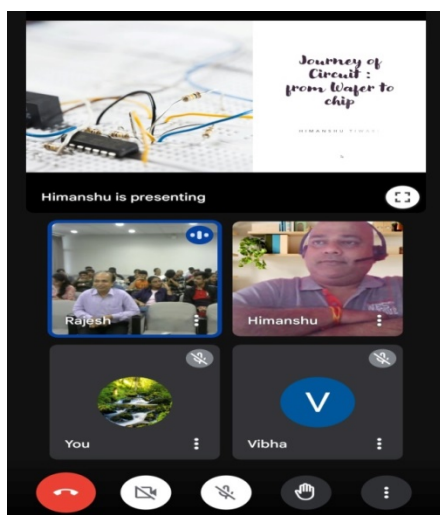 Journey of
Circuit :
from Wafer to
chip
Himanshu is presenting
Rajesh
Himanshu
You
V
Vibha